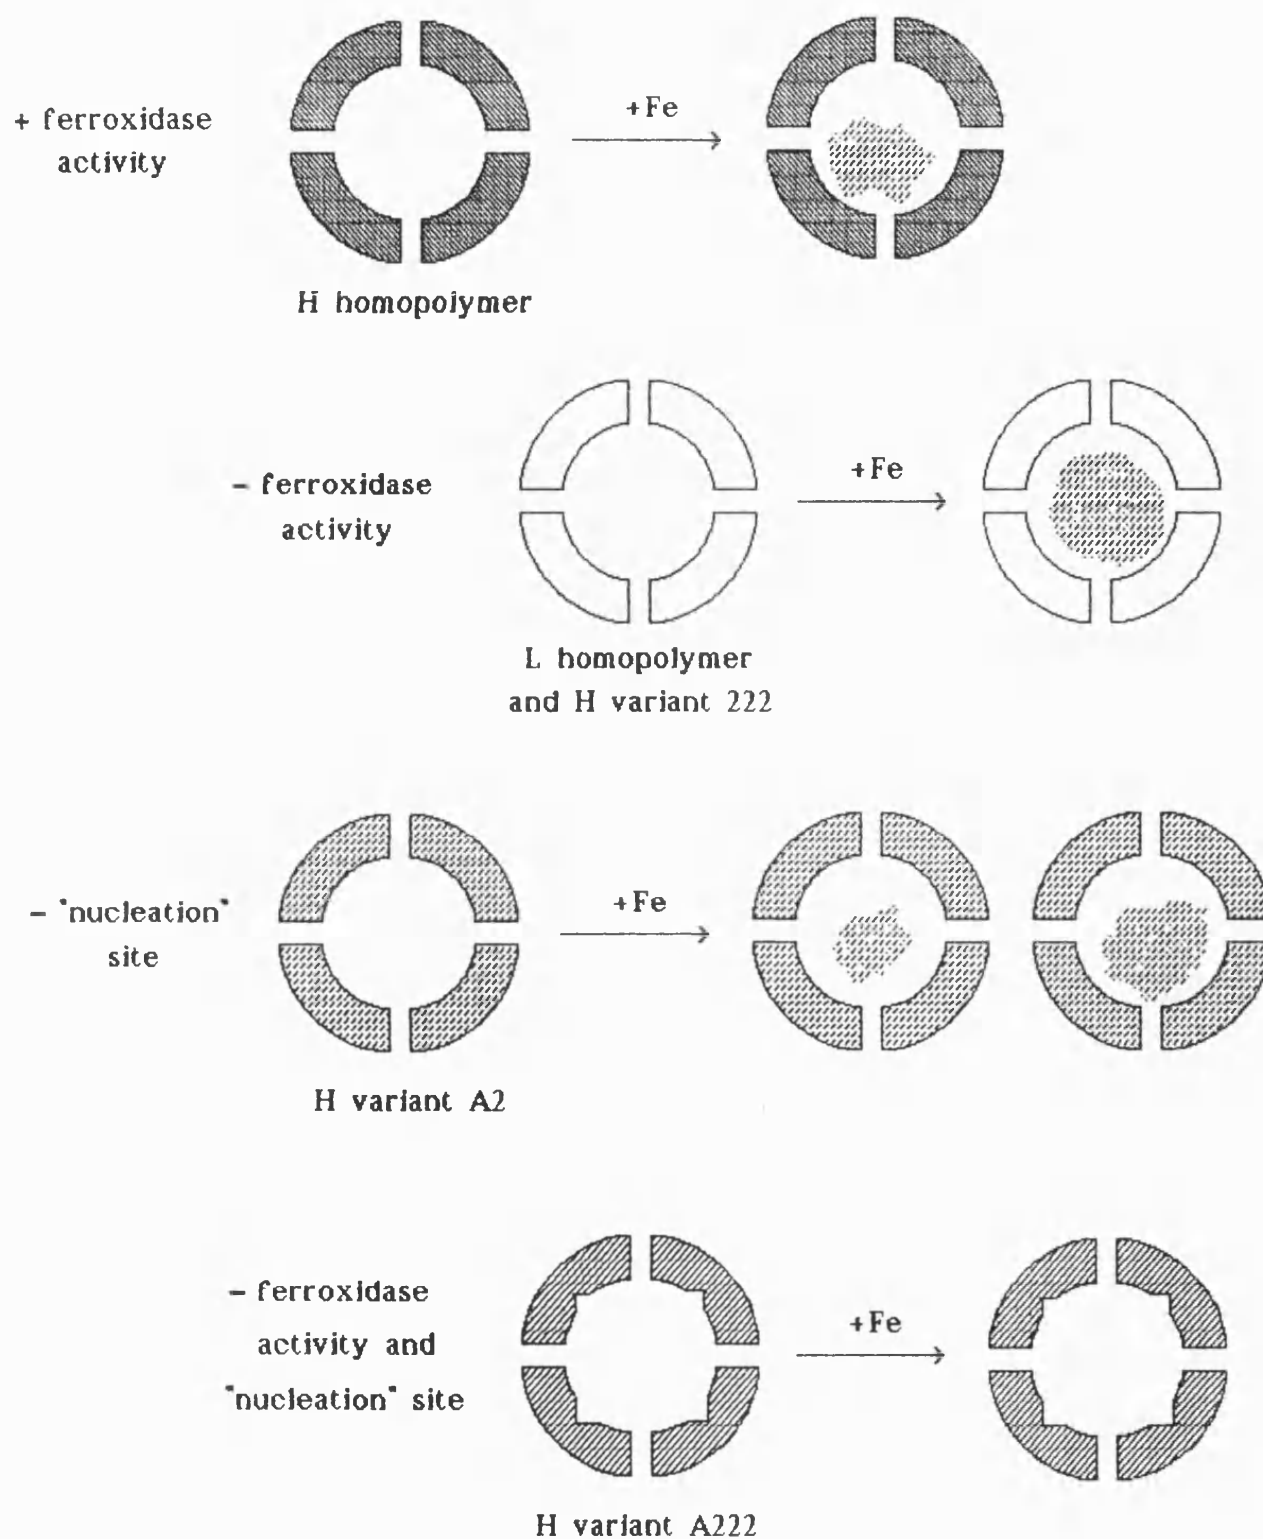 + ferroxidase
activity
+Fe
H homopolymer
- ferroxidase
activity
+Fe
L homopolymer
and H variant 222
- "nucleation"
site
+Fe
H variant A2
- ferroxidase
activity and
"nucleation" site
+Fe
H variant A222